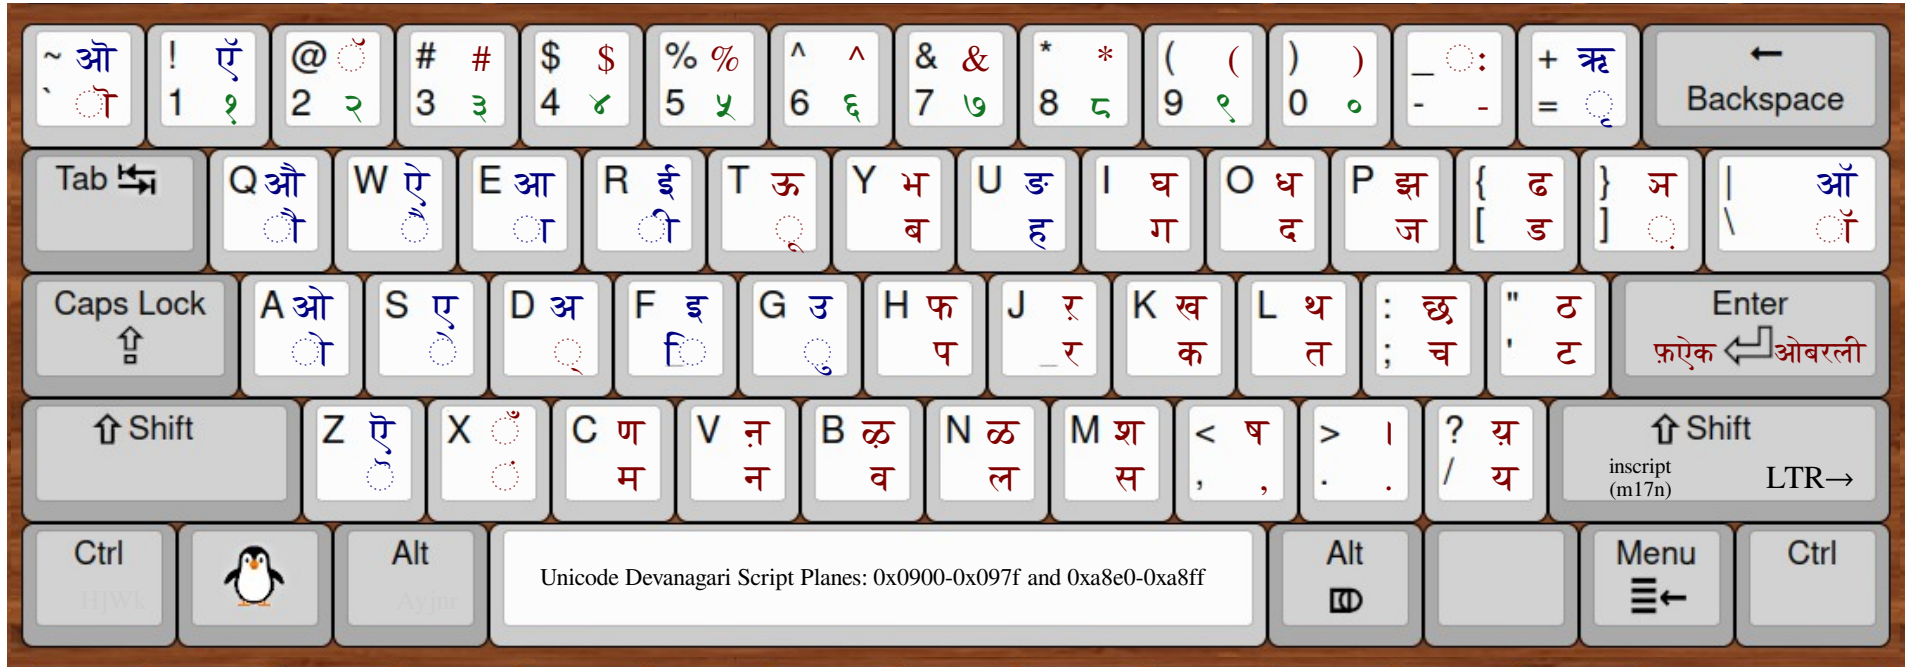 ~ ऒ ! ऍ @ ॅ # # $ $ % % ^ ^ & & * * ( ( ) ) _ ः + ऋ ←
` ॊ 1 १ 2 २ 3 ३ 4 ४ 5 ५ 6 ६ 7 ७ 8 ८ 9 ९ 0 ० - - = ृ Backspace
Tab Q औ W ऐ E आ R ई T ऊ Y भ U ङ I घ O ध P झ { ढ } ञ | ऑ
ौ ै ा ी ू ब ह ग द ज [ ड ] ़ \ ॉ
Caps Lock A ओ S ए D अ F इ G उ H फ J ऱ K ख L थ : छ " ठ Enter
ो े ् ि ु प _ र क त ; च ' ट फ़ऐक ओबरली
⇧ Shift Z ऎ X ँ C ण V ऩ B ऴ N ळ M श < ष > । ? य़ ⇧ Shift
ॆ ं म न व ल स , , . . / य inscript (m17n) LTR→
Ctrl Alt Alt Menu Ctrl
HJWk Ayjnr Unicode Devanagari Script Planes: 0x0900-0x097f and 0xa8e0-0xa8ff